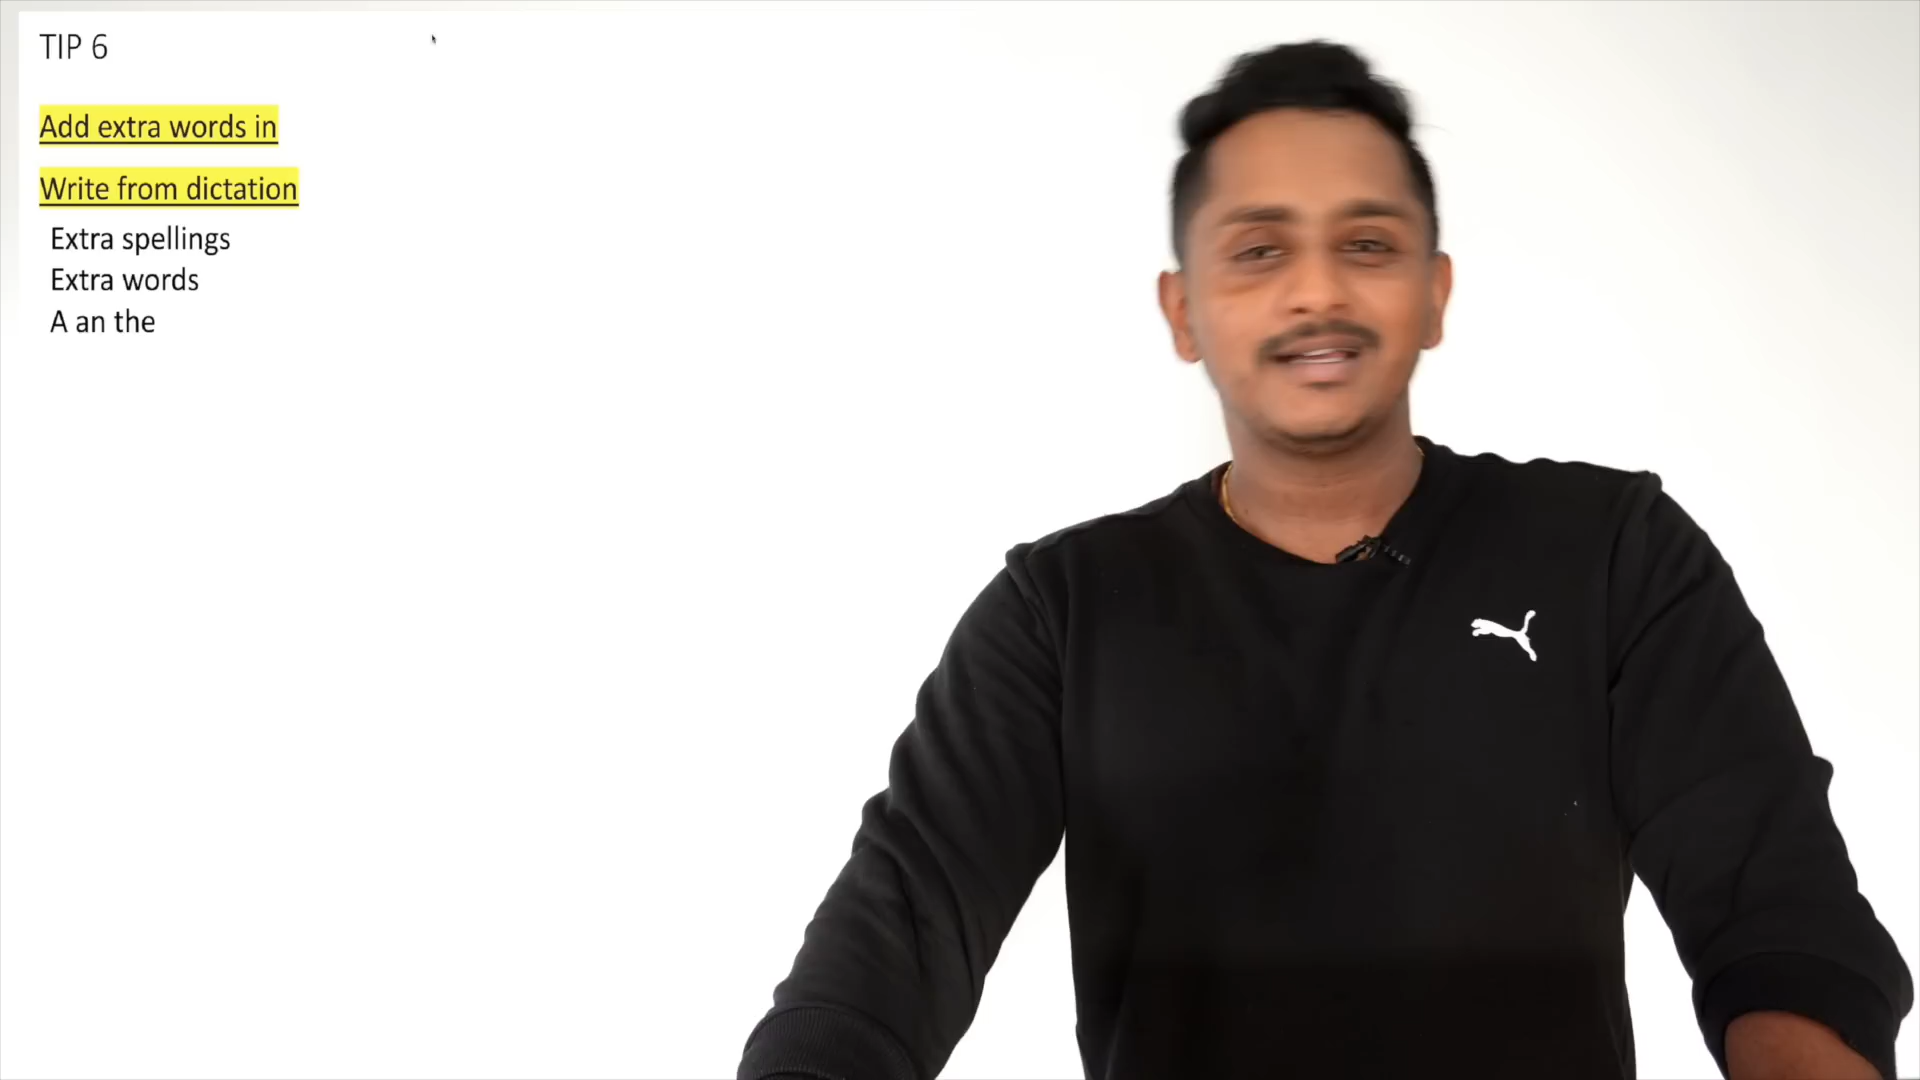 TIP 6
Add extra words in
Write from dictation
Extra spellings
Extra words
A an the